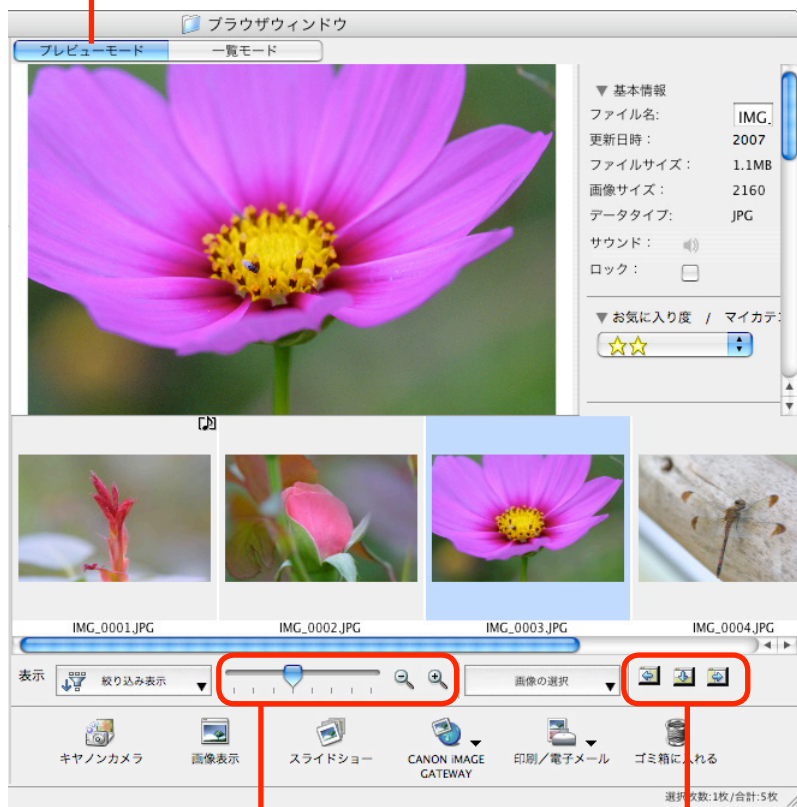 ブラウザウィンドウ
プレビューモード 一覧モード
▼ 基本情報
ファイル名: IMG_
更新日時： 2007
ファイルサイズ： 1.1MB
画像サイズ： 2160
データタイプ: JPG
サウンド：
ロック：
▼お気に入り度 / マイカテゴ
IMG_0001.JPG IMG_0002.JPG IMG_0003.JPG IMG_0004.JPG
表示 絞り込み表示 画像の選択
キヤノンカメラ 画像表示 スライドショー CANON iMAGE GATEWAY 印刷／電子メール ゴミ箱に入れる
選択枚数:1枚/合計:5枚